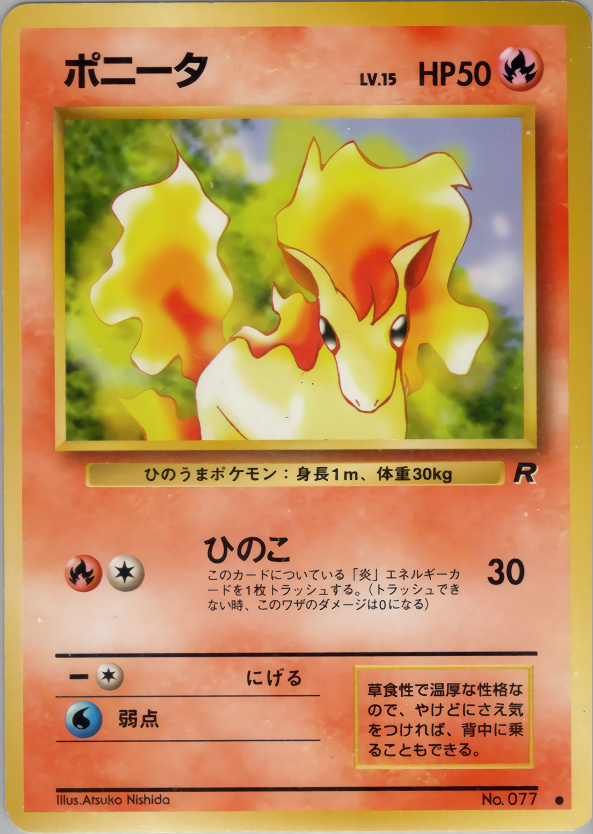 ポニータ LV.15 HP50
ひのうまポケモン：身長1m、体重30kg R
ひのこ 30
このカードについている「炎」エネルギーカ
ードを1枚トラッシュする。(トラッシュでき
ない時、このワザのダメージは0になる)
にげる
弱点
草食性で温厚な性格な
ので、やけどにさえ気
をつければ、背中に乗
ることもできる。
Illus.Atsuko Nishida No.077